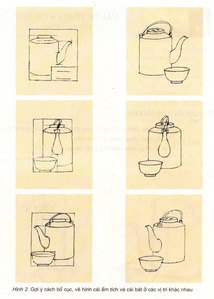 Hình 2. Gợi ý cách bố cục, vẽ hình cái ấm tích và cái bát ở các vị trí khác nhau